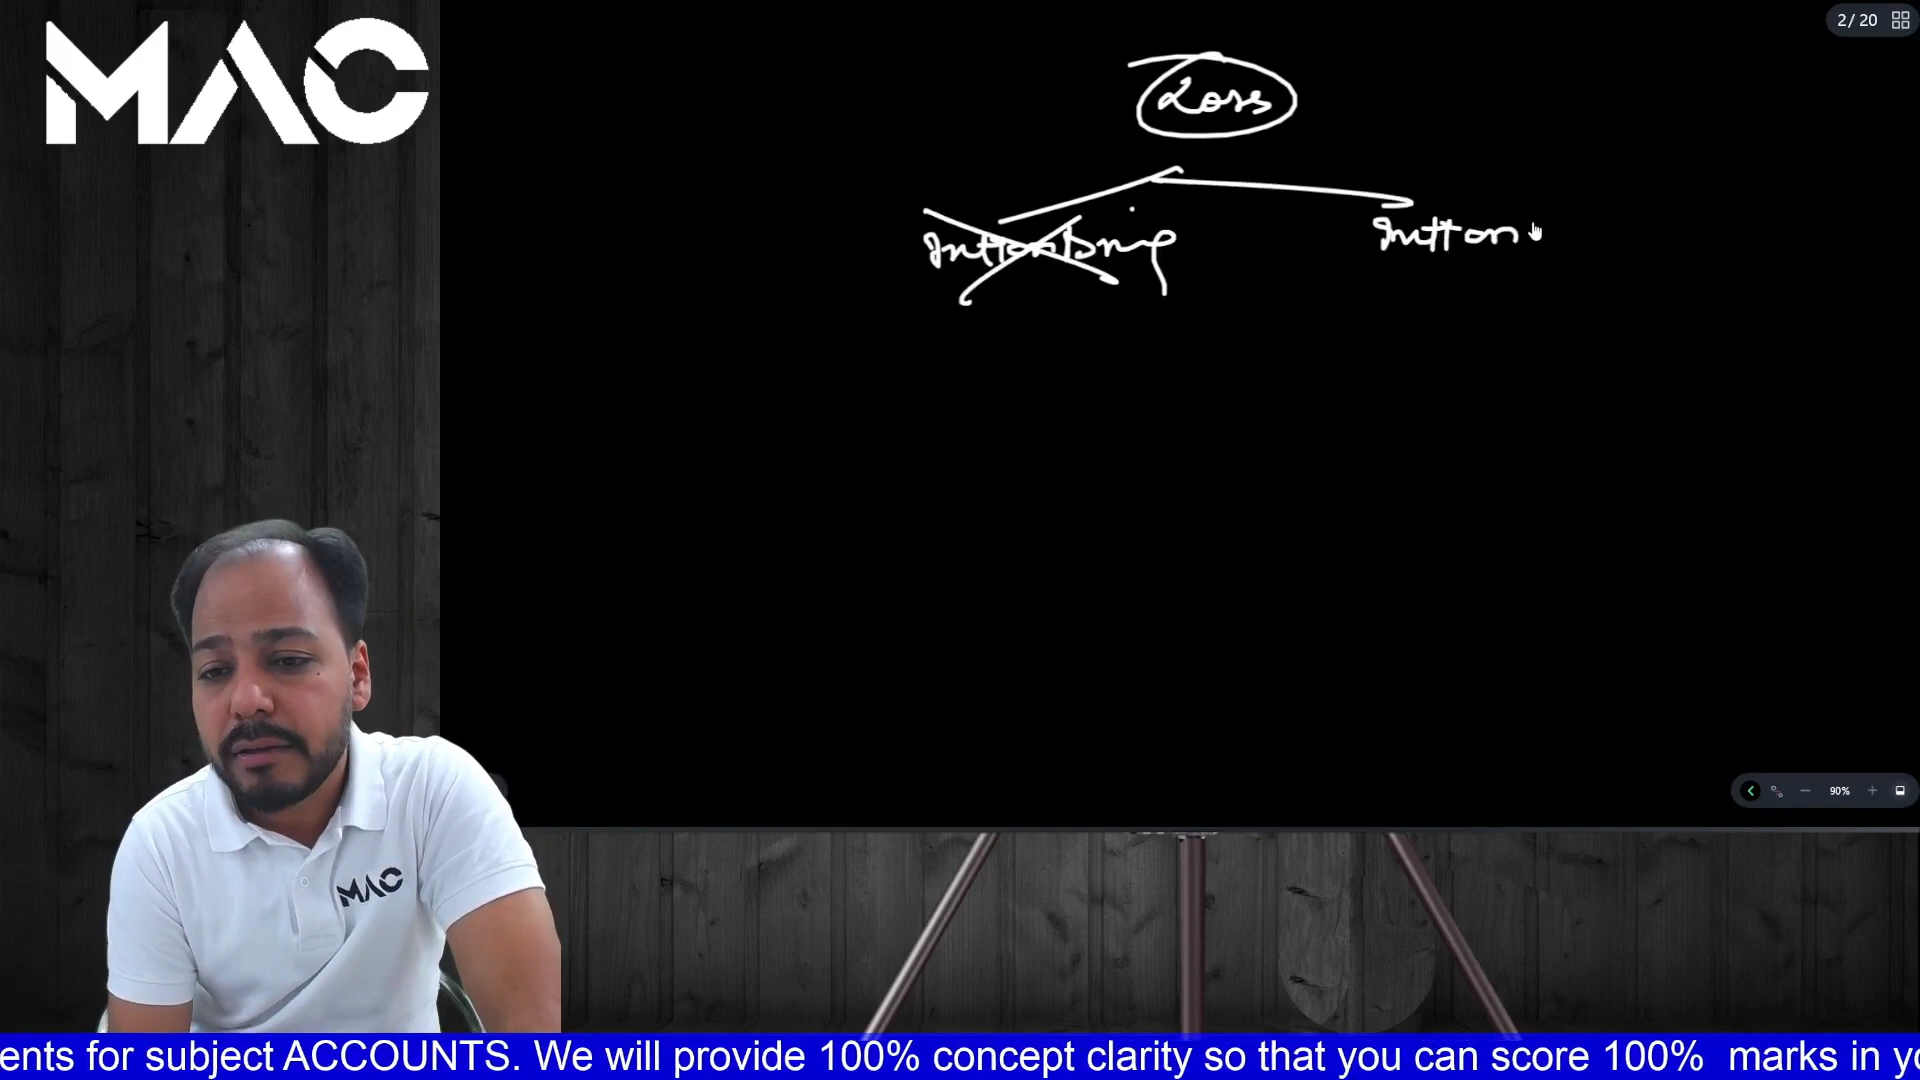 MAC
2/ 20
Loss
MAC
90%
ents for subject ACCOUNTS. We will provide 100% concept clarity so that you can score 100% marks in yo